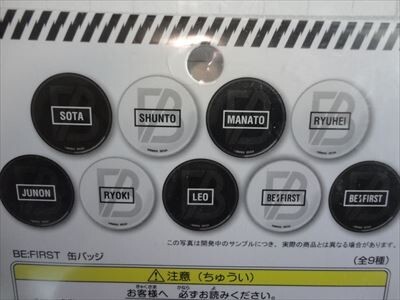 SOTA
SHUNTO
MANATO
RYUHEI
JUNON
RYOKI
LEO
BE:FIRST
BE:FIRST
この写真は開発中のサンプルにつき、実際の商品とは異なる場合があります。
BE:FIRST 缶バッジ
(全9種)
注意（ちゅうい）
お客様へ 必ずお読みください。